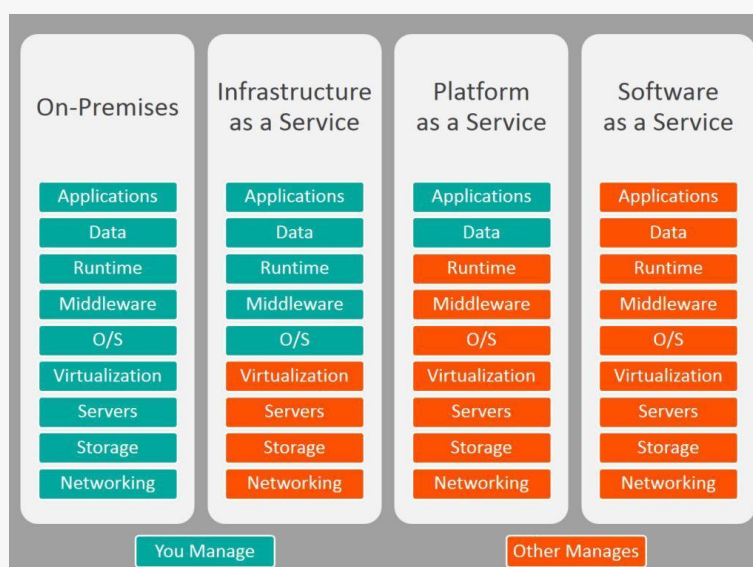 On-Premises
Applications
Data
Runtime
Middleware
O/S
Virtualization
Servers
Storage
Networking
Infrastructure
as a Service
Applications
Data
Runtime
Middleware
O/S
Virtualization
Servers
Storage
Networking
Platform
as a Service
Applications
Data
Runtime
Middleware
O/S
Virtualization
Servers
Storage
Networking
Software
as a Service
Applications
Data
Runtime
Middleware
O/S
Virtualization
Servers
Storage
Networking
You Manage
Other Manages